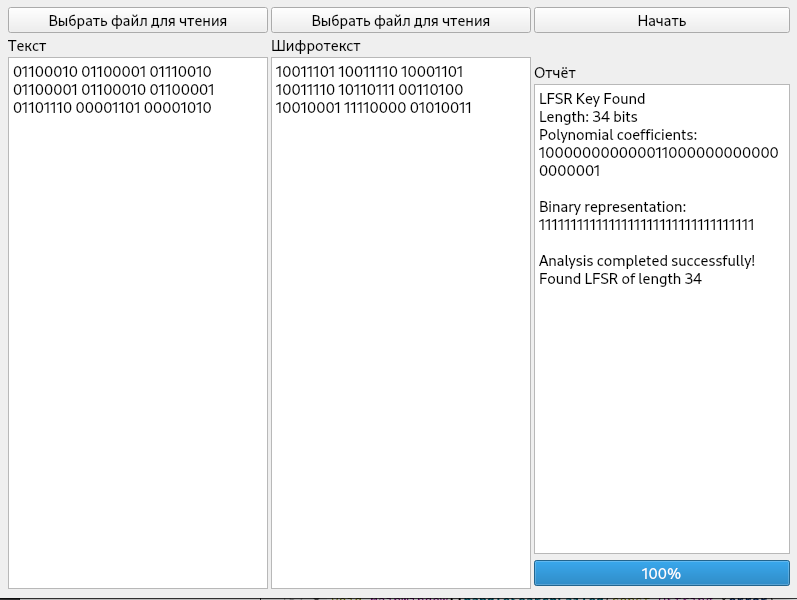 Выбрать файл для чтения
Выбрать файл для чтения
Начать
Текст
Шифротекст
Отчёт
01100010 01100001 01110010
01100001 01100010 01100001
01101110 00001101 00001010
10011101 10011110 10001101
10011110 10110111 00110100
10010001 11110000 01010011
LFSR Key Found
Length: 34 bits
Polynomial coefficients:
1000000000000011000000000000
0000001
Binary representation:
1111111111111111111111111111111111
Analysis completed successfully!
Found LFSR of length 34
100%